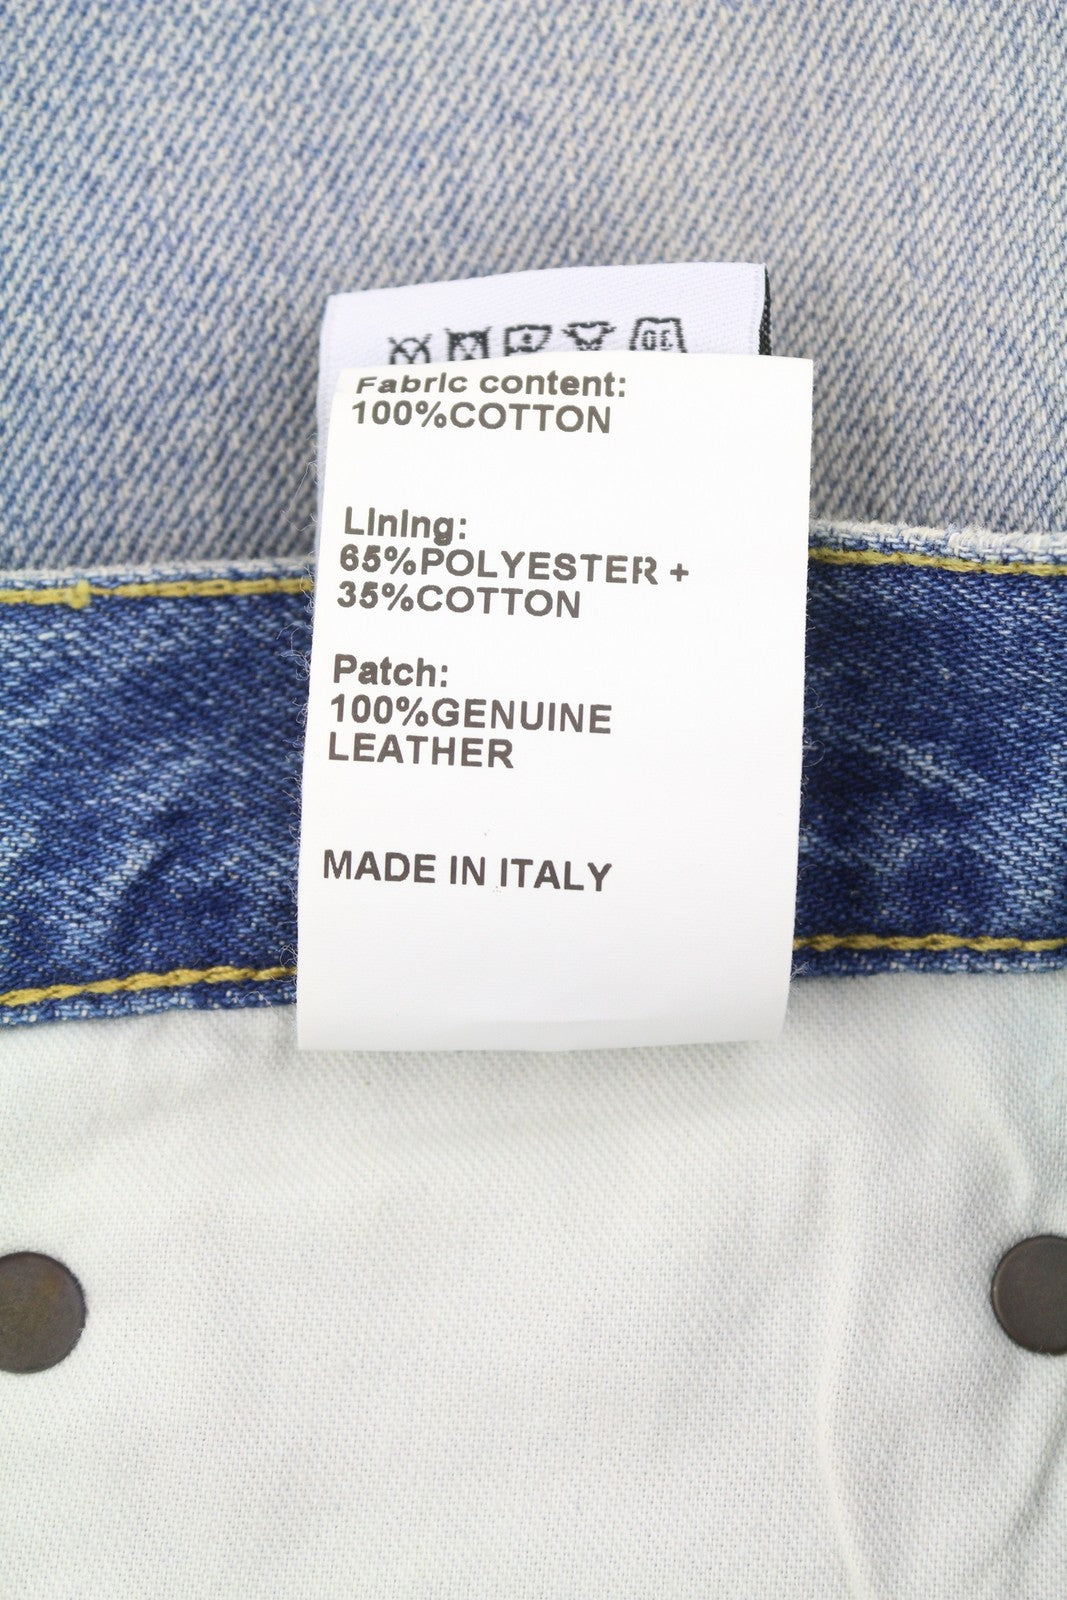 Fabric content:
100%COTTON
Lining:
65%POLYESTER +
35%COTTON
Patch:
100%GENUINE
LEATHER
MADE IN ITALY